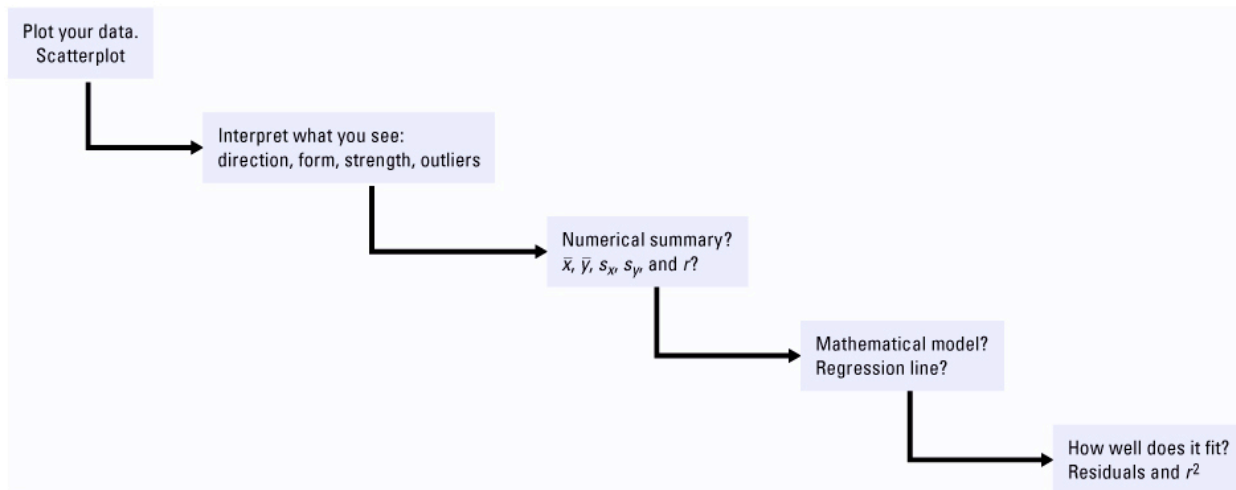 Plot your data.
Scatterplot
Interpret what you see:
direction, form, strength, outliers
Numerical summary?
x̄, ȳ, sₓ, s_y, and r?
Mathematical model?
Regression line?
How well does it fit?
Residuals and r²